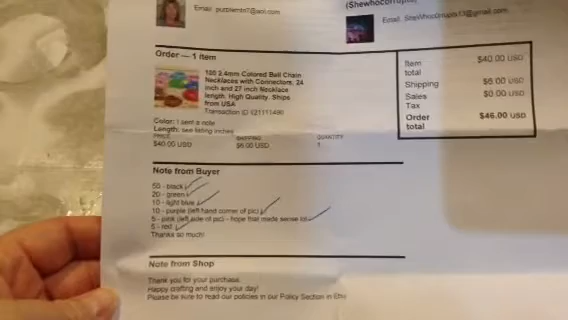 (Shewhocorrupts)
Email: purplemto7@aol.com
Email: SheWhoCorrupts13@gmail.com
Order — 1 item
100 2.4mm Colored Ball Chain
Necklaces with Connectors, 24
inch and 27 inch Necklace
length, High Quality, Ships
from USA
Transaction ID
Color: I sent a note
Length: see listing inches
PRICE
SHIPPING
QUANTITY
$40.00 USD
$6.00 USD
1
Item total
$40.00 USD
Shipping
$6.00 USD
Sales Tax
$0.00 USD
Order total
$46.00 USD
Note from Buyer
50 - black
20 - green
10 - light blue
10 - purple (left hand corner of pic)
5 - pink (left side of pic) - hope that made sense lol
5 - red
Thanks so much!
Note from Shop
Thank you for your purchase.
Happy crafting and enjoy your day!
Please be sure to read our policies in our Policy Section in Etsy